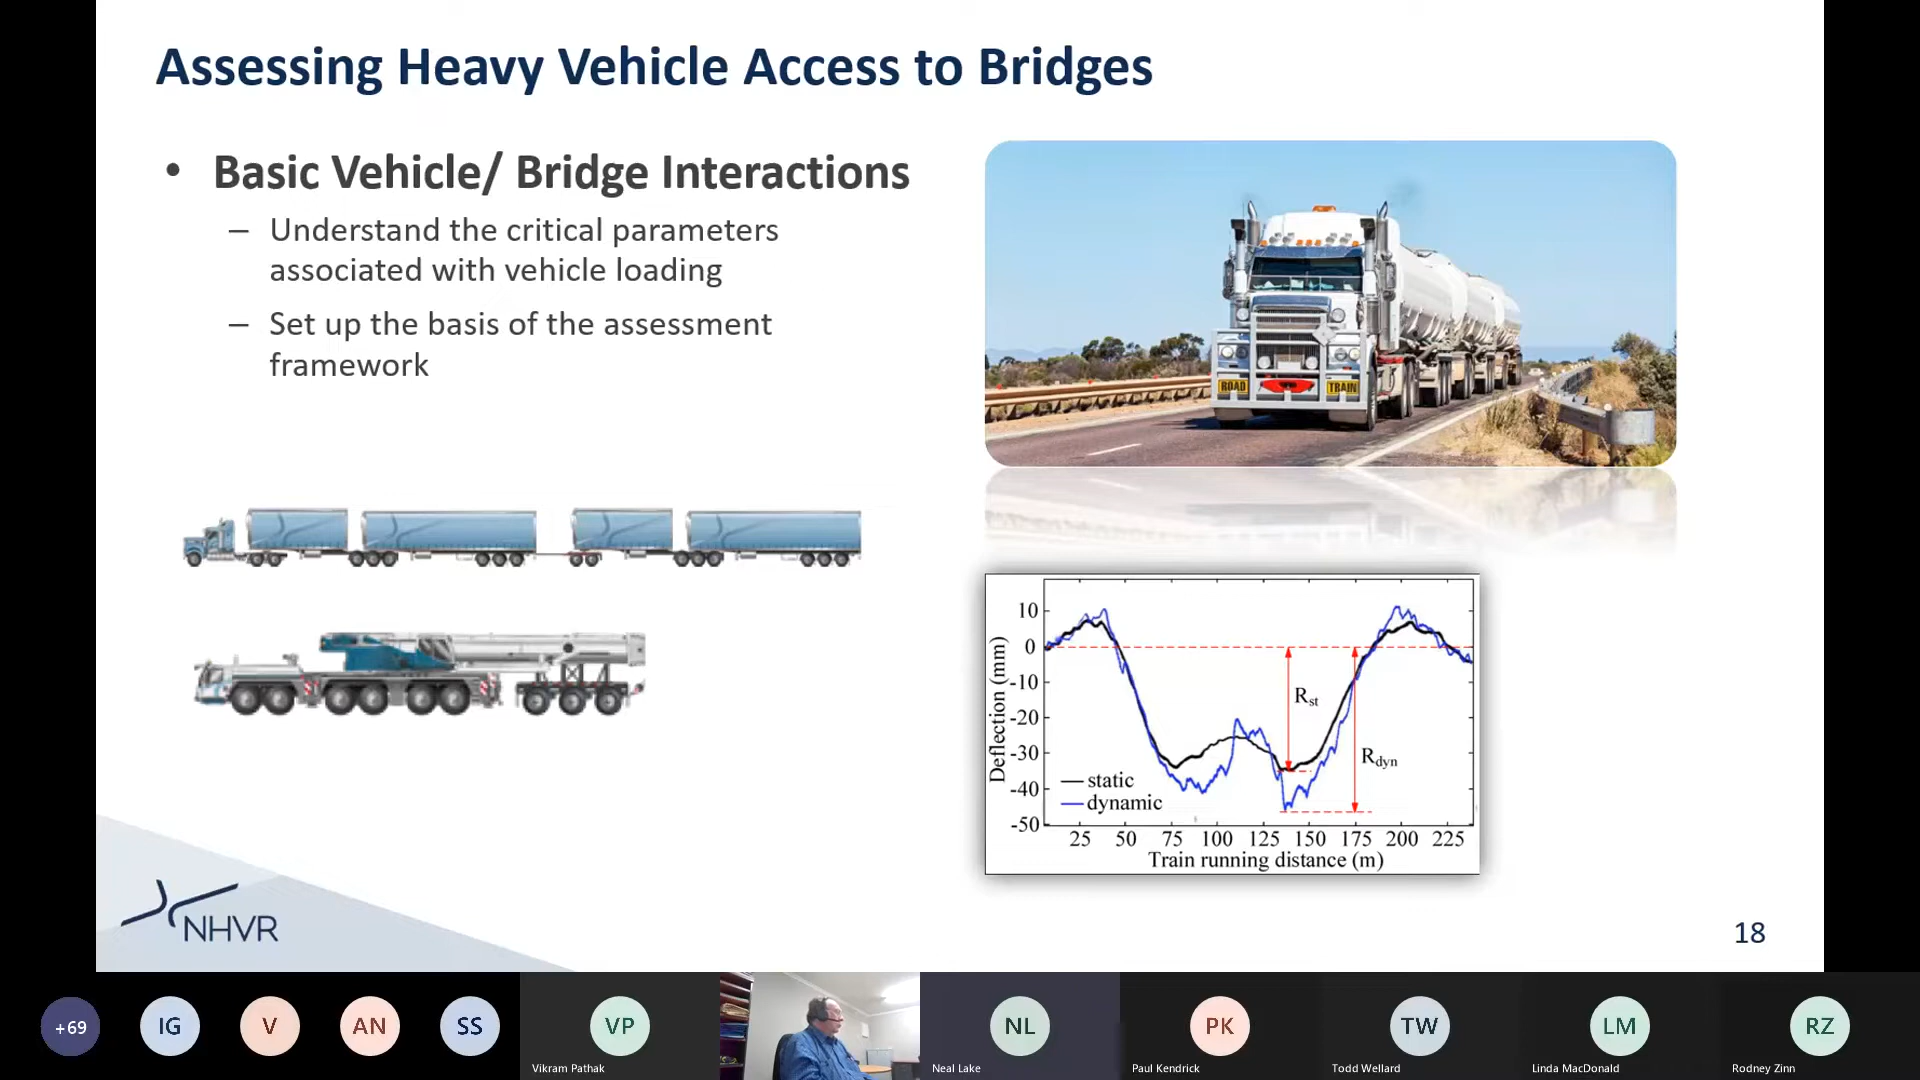 Assessing Heavy Vehicle Access to Bridges
• Basic Vehicle/ Bridge Interactions
– Understand the critical parameters
associated with vehicle loading
– Set up the basis of the assessment
framework
ROAD TRAIN
10
0
-10
-20
-30
-40
-50
Deflection (mm)
Rst
Rdyn
static
dynamic
25 50 75 100 125 150 175 200 225
Train running distance (m)
NHVR
18
+69
IG
V
AN
SS
VP
Vikram Pathak
NL
Neal Lake
PK
Paul Kendrick
TW
Todd Wellard
LM
Linda MacDonald
RZ
Rodney Zinn